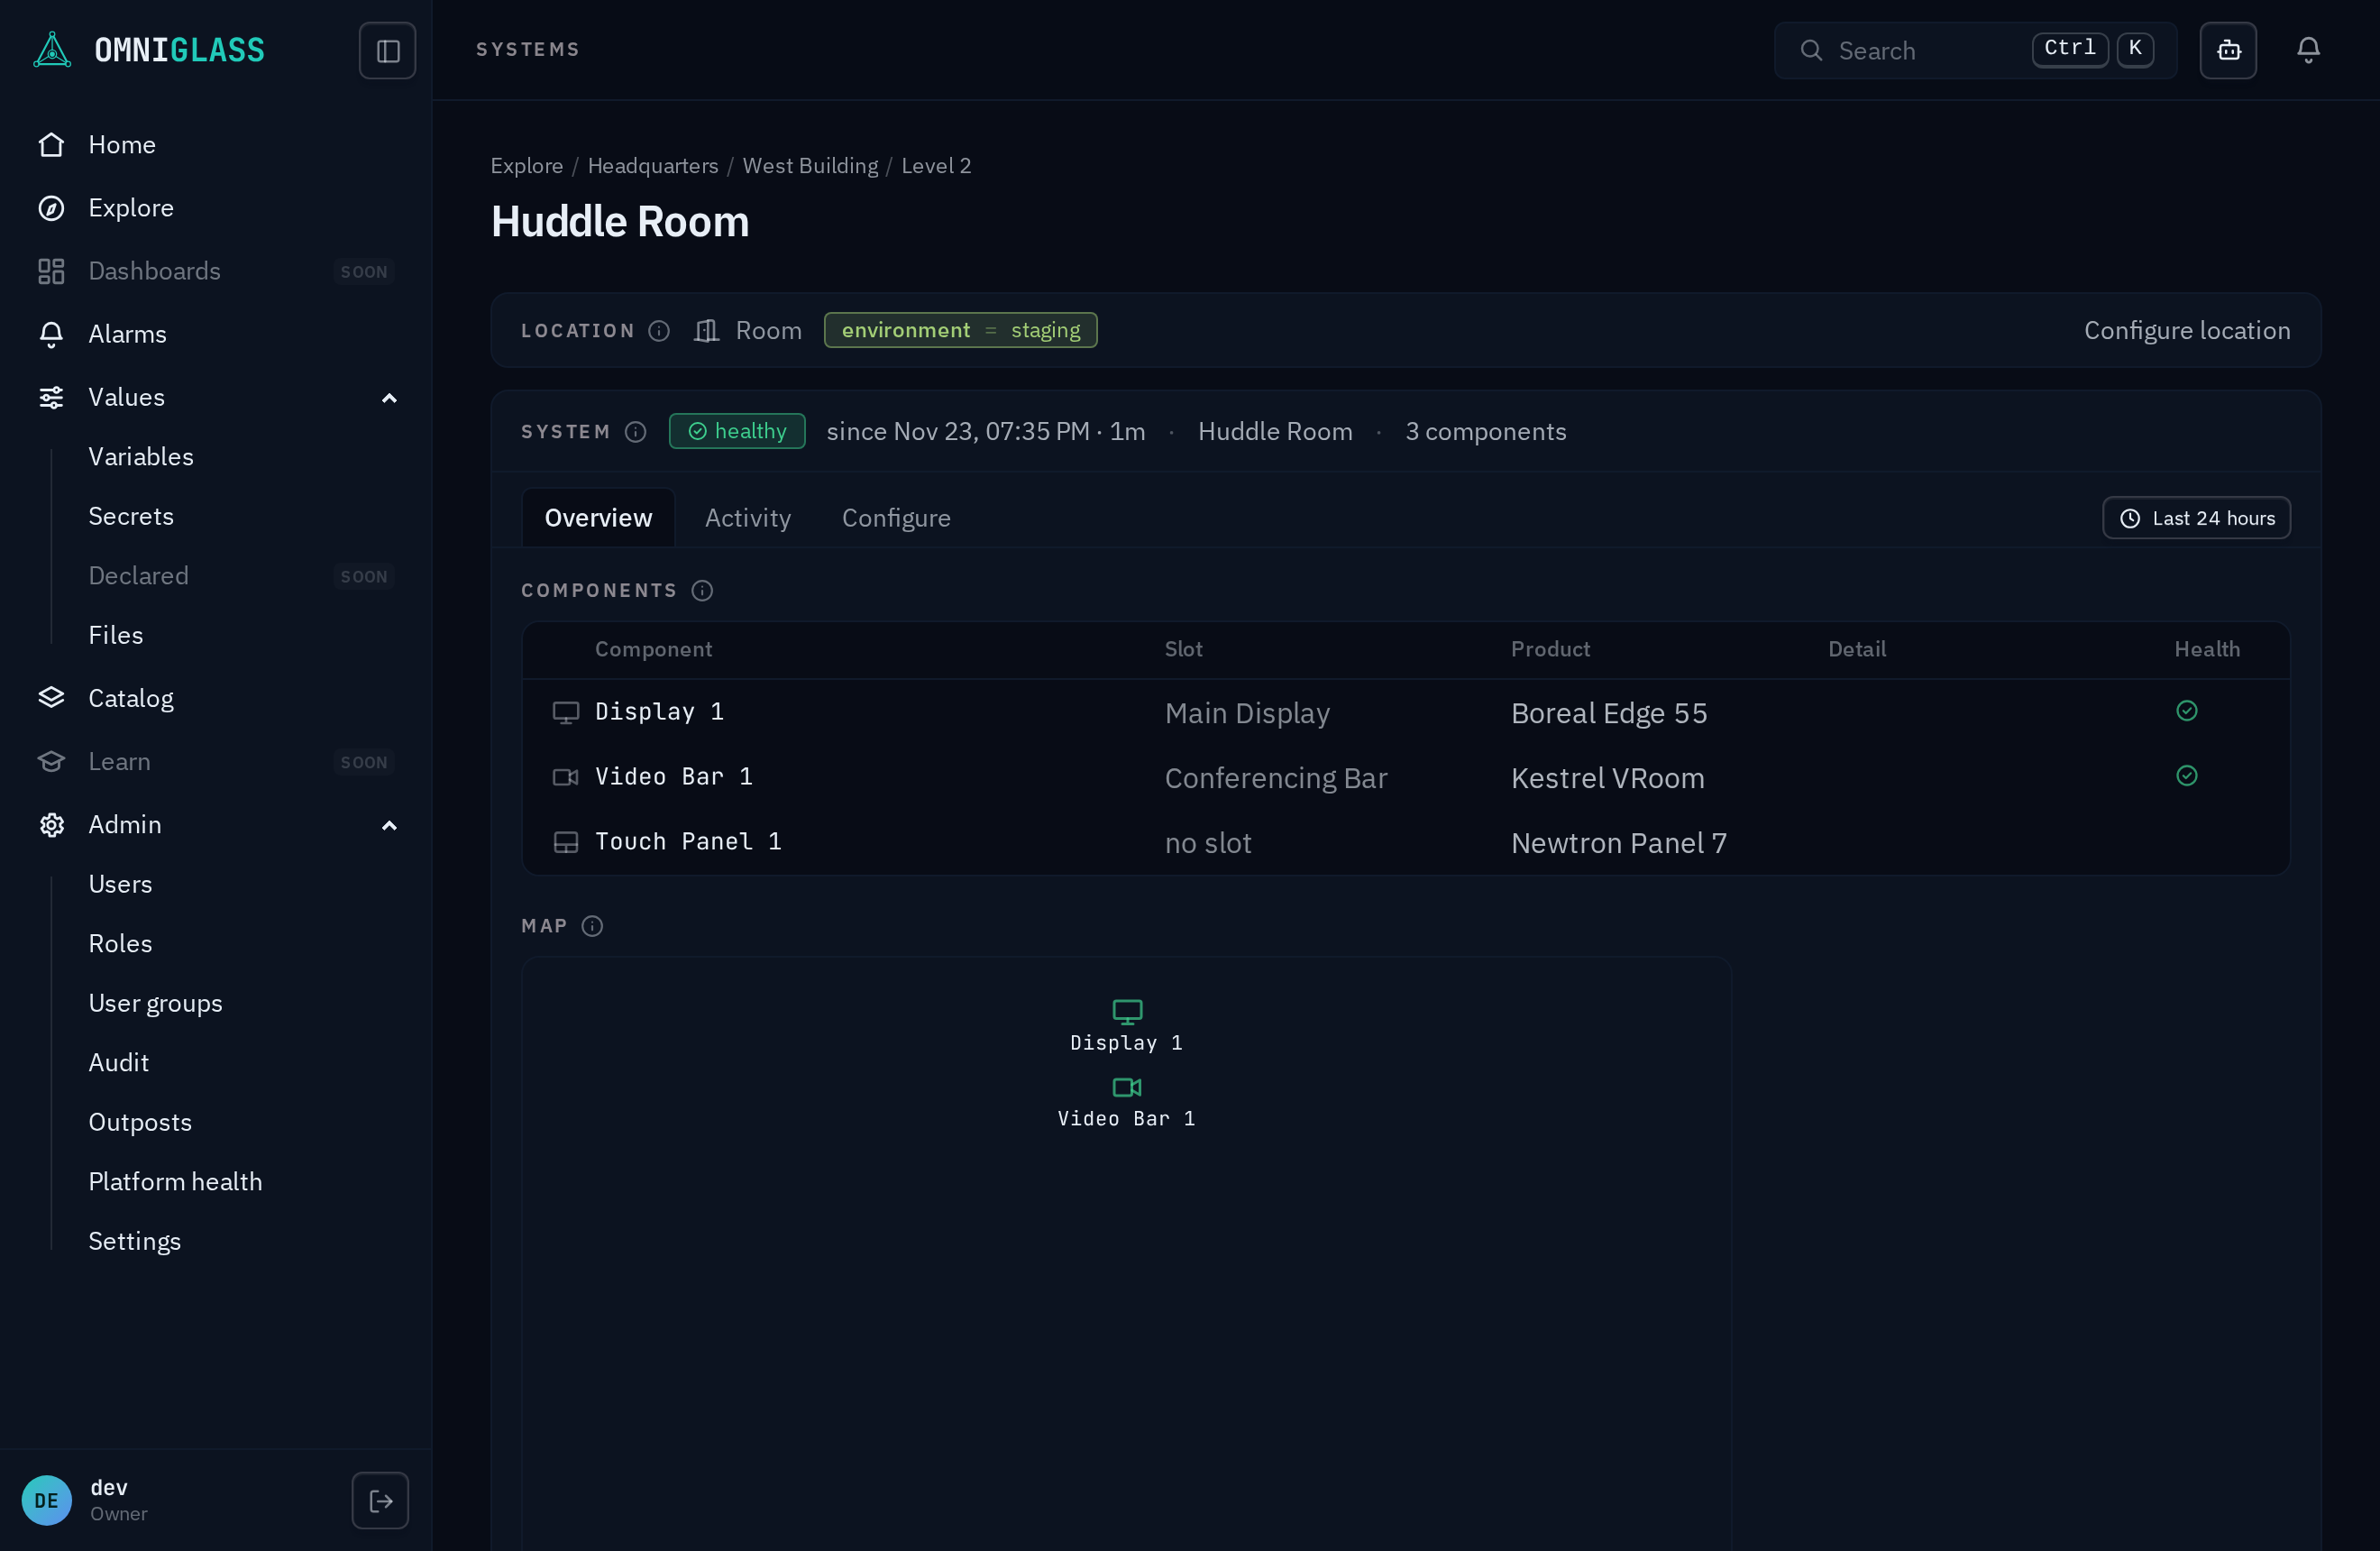 OMNIGLASS
SYSTEMS
Search
Ctrl K
Home
Explore
Dashboards SOON
Alarms
Values
Variables
Secrets
Declared SOON
Files
Catalog
Learn SOON
Admin
Users
Roles
User groups
Audit
Outposts
Platform health
Settings
DE
dev
Owner
Explore / Headquarters / West Building / Level 2
Huddle Room
LOCATION Room environment = staging Configure location
SYSTEM healthy since Nov 23, 07:35 PM · 1m · Huddle Room · 3 components
Overview Activity Configure Last 24 hours
COMPONENTS
Component Slot Product Detail Health
Display 1 Main Display Boreal Edge 55
Video Bar 1 Conferencing Bar Kestrel VRoom
Touch Panel 1 no slot Newtron Panel 7
MAP
Display 1
Video Bar 1